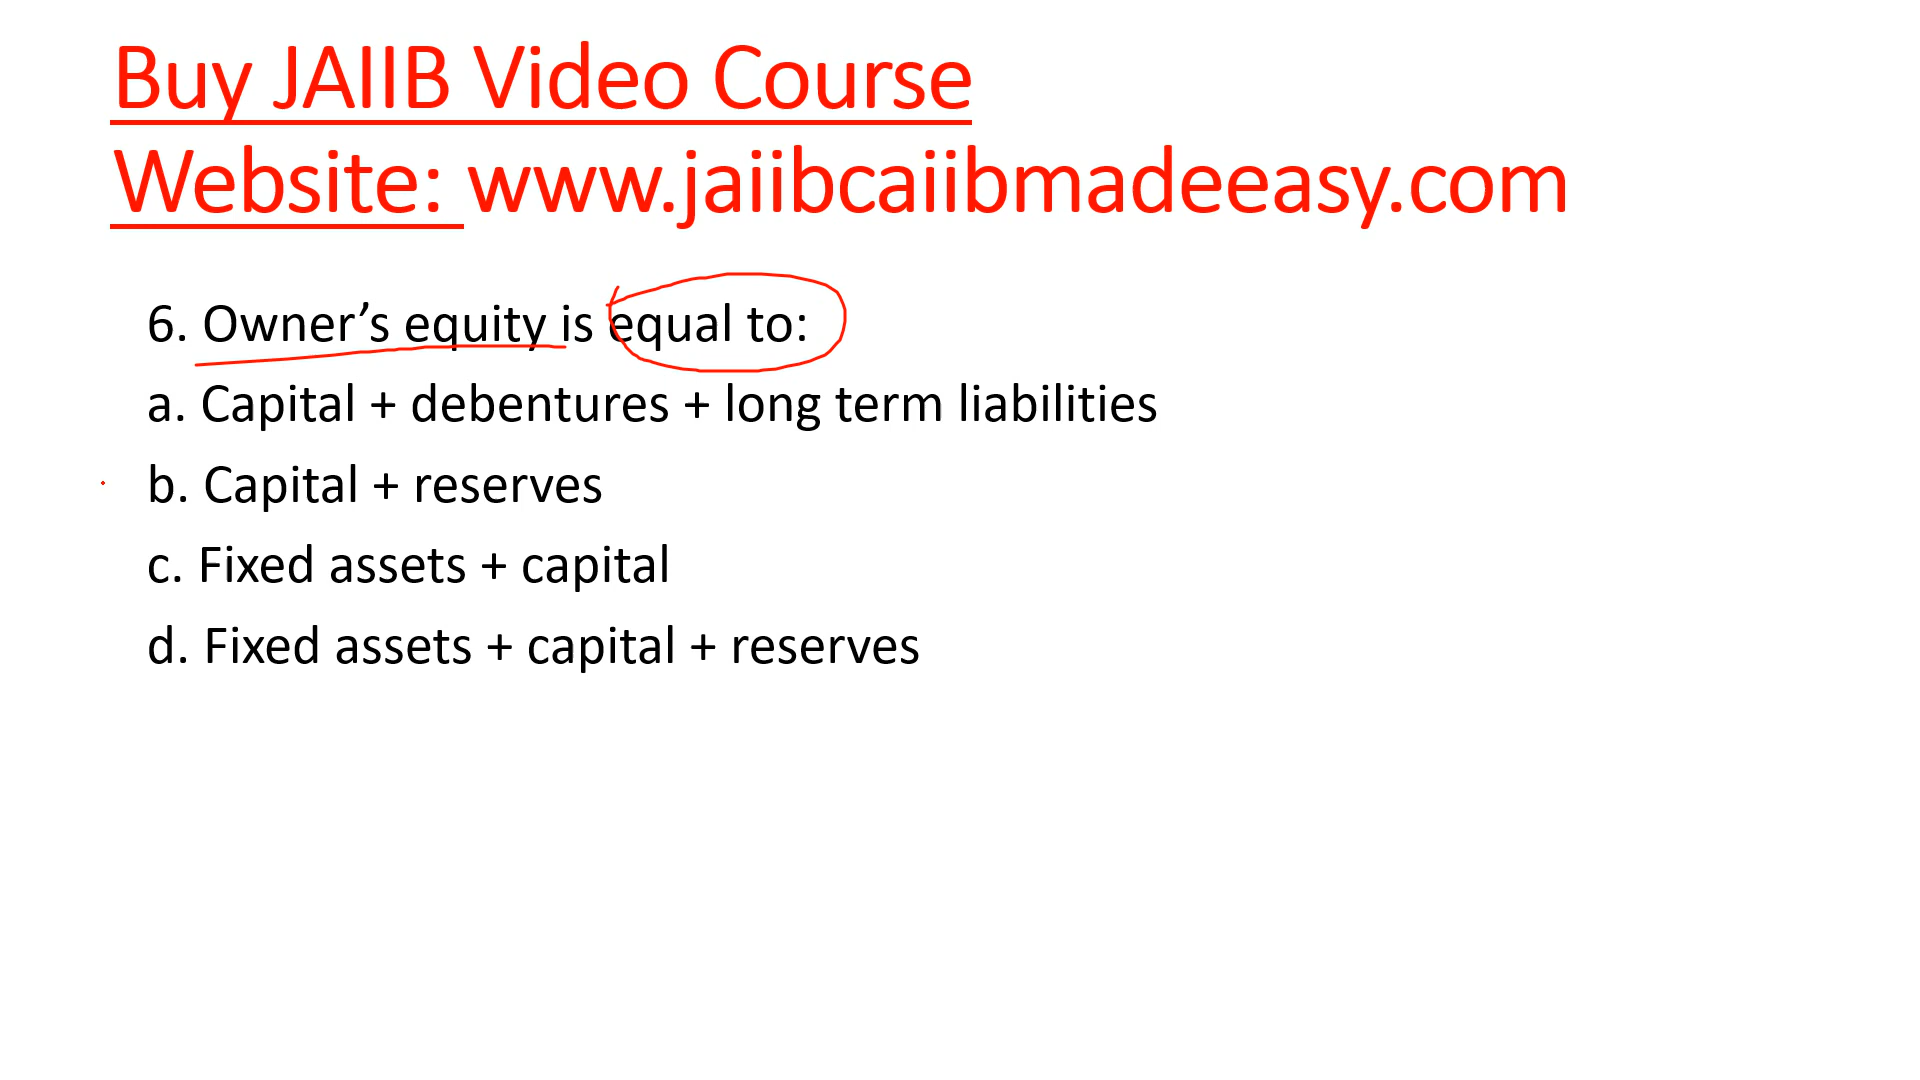 Buy JAIIB Video Course
Website: www.jaiibcaiibmadeeasy.com
6. Owner’s equity is equal to:
a. Capital + debentures + long term liabilities
b. Capital + reserves
c. Fixed assets + capital
d. Fixed assets + capital + reserves